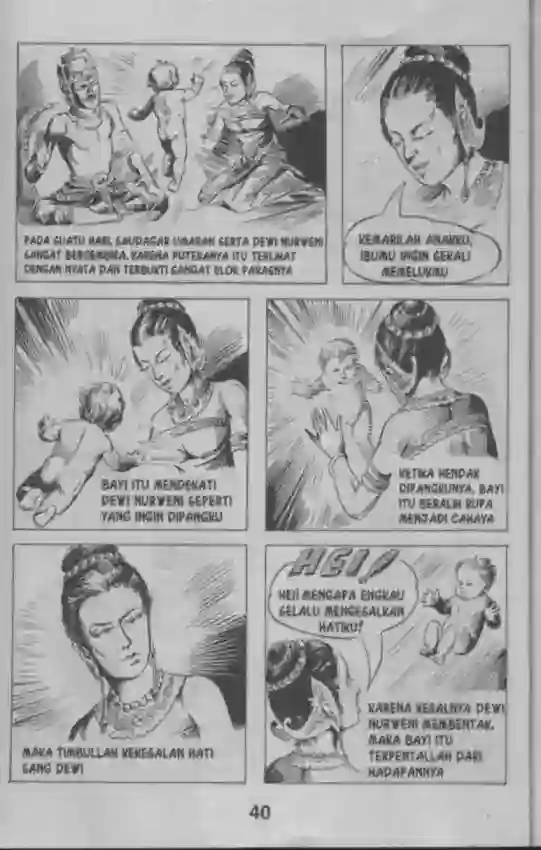 PADA SUATU HARI, SAUDAGAR UMARAN SERTA DEWI NURWENI
SANGAT BERGEMBIRA. KARENA PUTERANYA ITU TERLIHAT
DENGAN NYATA DAN TERBUKTI SANGAT ELOK PARASNYA
KEMARILAH ANAKKU,
IBUMU INGIN SEKALI
MEMELUKMU
BAYI ITU MENDEKATI
DEWI NURWENI SEPERTI
YANG INGIN DIPANGKU
KETIKA HENDAK
DIPANGKUNYA, BAYI
ITU BERALIH RUPA
MENJADI CAHAYA
MAKA TIMBULLAH KEKESALAN HATI
SANG DEWI
HEI!
HEI! MENGAPA ENGKAU
SELALU MENGESALKAN
HATIKU!
KARENA KESALNYA DEWI
NURWENI MEMBENTAK.
MAKA BAYI ITU
TERPENTALLAH DARI
HADAPANNYA
40